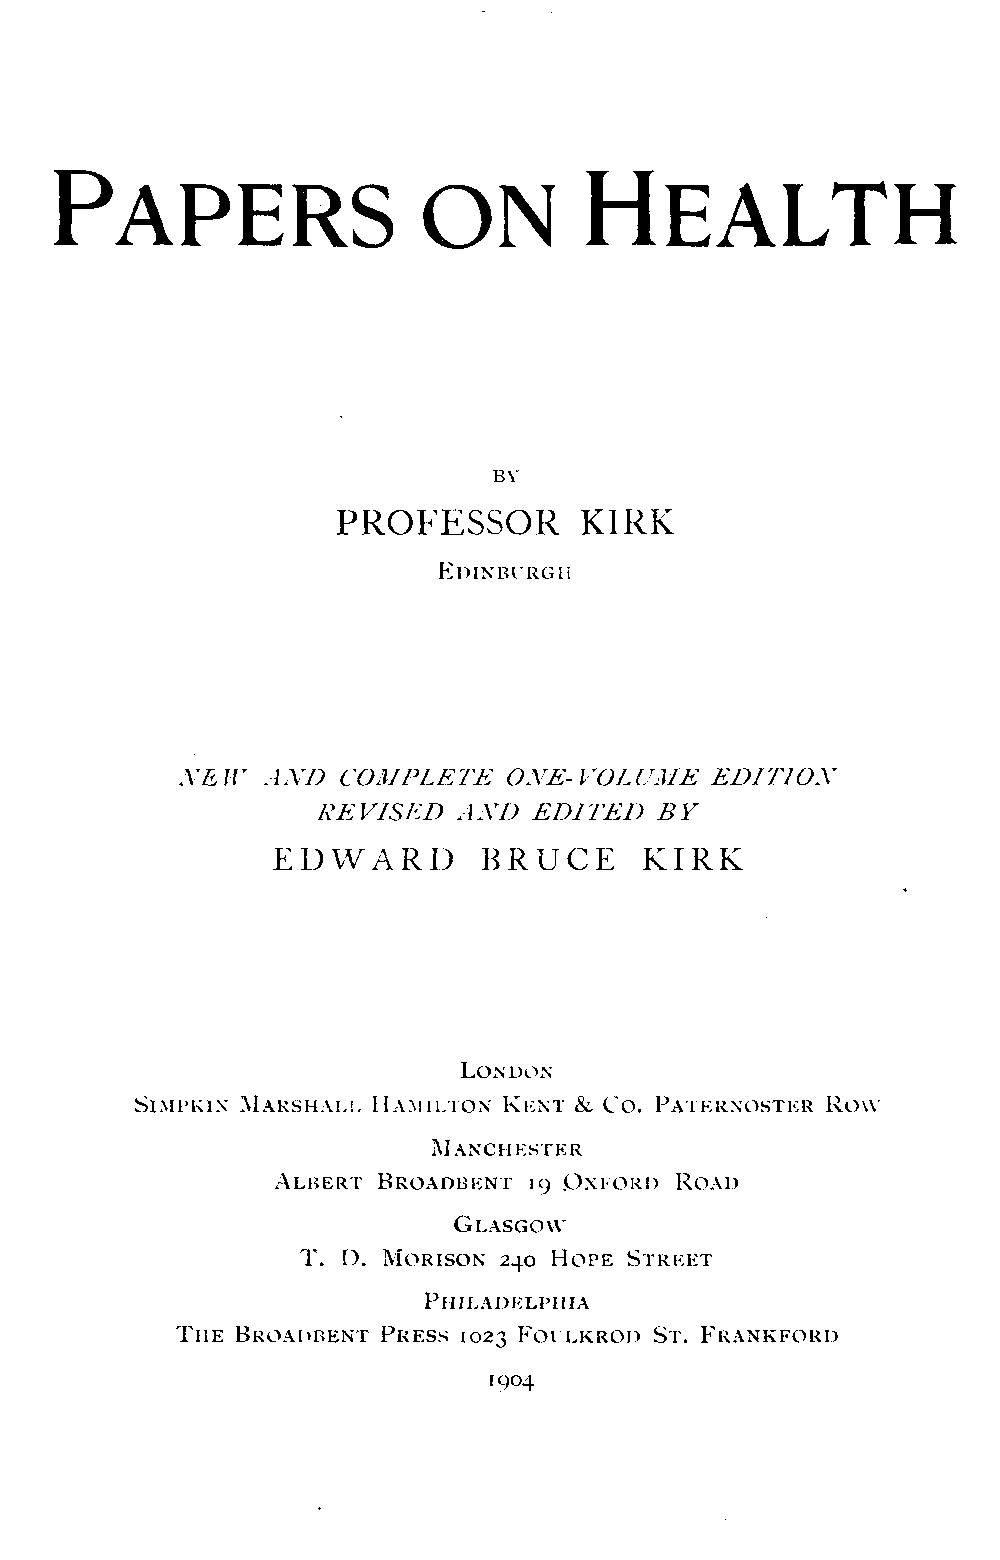 PAPERS ON HEALTH
BY
PROFESSOR KIRK
EDINBURGH
NEW AND COMPLETE ONE-VOLUME EDITION
REVISED AND EDITED BY
EDWARD BRUCE KIRK
LONDON
SIMPKIN MARSHALL HAMILTON KENT & CO. PATERNOSTER ROW
MANCHESTER
ALBERT BROADBENT 19 OXFORD ROAD
GLASGOW
T. D. MORISON 240 HOPE STREET
PHILADELPHIA
THE BROADBENT PRESS 1023 FOULKROD ST. FRANKFORD
1904